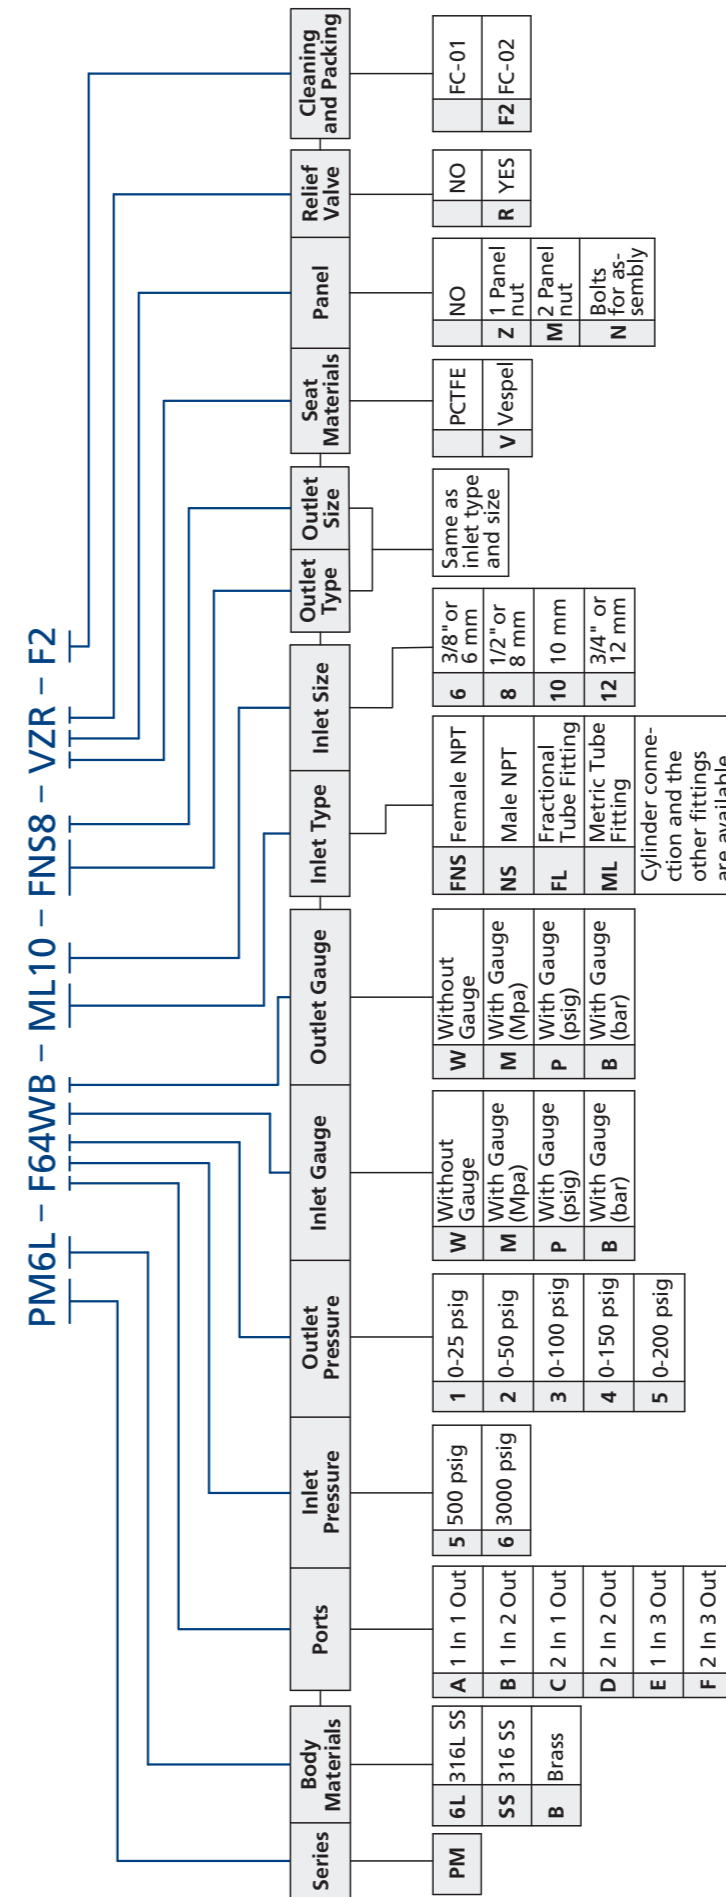 PM6L – F64WB – ML10 – FNS8 – VZR – F2
Series
PM
Body
Materials
6L 316L SS
SS 316 SS
B Brass
Ports
A 1 In 1 Out
B 1 In 2 Out
C 2 In 1 Out
D 2 In 2 Out
E 1 In 3 Out
F 2 In 3 Out
Inlet
Pressure
5 500 psig
6 3000 psig
Outlet
Pressure
1 0-25 psig
2 0-50 psig
3 0-100 psig
4 0-150 psig
5 0-200 psig
Inlet Gauge
W Without
Gauge
M With Gauge
(Mpa)
P With Gauge
(psig)
B With Gauge
(bar)
Outlet Gauge
W Without
Gauge
M With Gauge
(Mpa)
P With Gauge
(psig)
B With Gauge
(bar)
Inlet Type
FNS Female NPT
NS Male NPT
FL Fractional
Tube Fitting
ML Metric Tube
Fitting
Cylinder conne-
ction and the
other fittings
are available
Inlet Size
6 3/8" or
6 mm
8 1/2" or
8 mm
10 10 mm
12 3/4" or
12 mm
Outlet
Type
Outlet
Size
Same as
inlet type
and size
Seat
Materials
PCTFE
V Vespel
Panel
NO
Z 1 Panel
nut
M 2 Panel
nut
N Bolts
for as-
sembly
Relief
Valve
NO
R YES
Cleaning
and Packing
FC-01
F2 FC-02